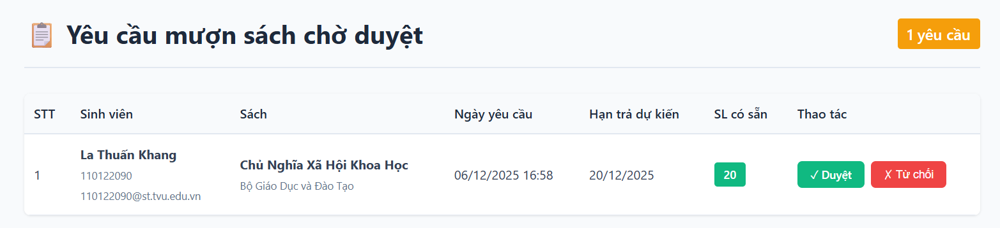 Yêu cầu mượn sách chờ duyệt
1 yêu cầu
STT Sinh viên Sách Ngày yêu cầu Hạn trả dự kiến SL có sẵn Thao tác
La Thuấn Khang
Chủ Nghĩa Xã Hội Khoa Học
1 110122090 06/12/2025 16:58 20/12/2025 20 ✓ Duyệt ✗ Từ chối
Bộ Giáo Dục và Đào Tạo
110122090@st.tvu.edu.vn